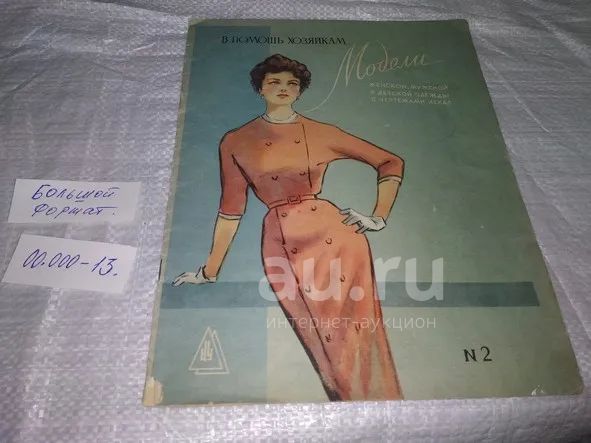 В ПОМОЩЬ ХОЗЯЙКАМ
Модели
ЖЕНСКОЙ, МУЖСКОЙ
И ДЕТСКОЙ ОДЕЖДЫ
С ЧЕРТЕЖАМИ ЛЕКАЛ
БОЛЬШОЙ
ФОРМАТ.
00.000-13.
au.ru
интернет-аукцион
N2